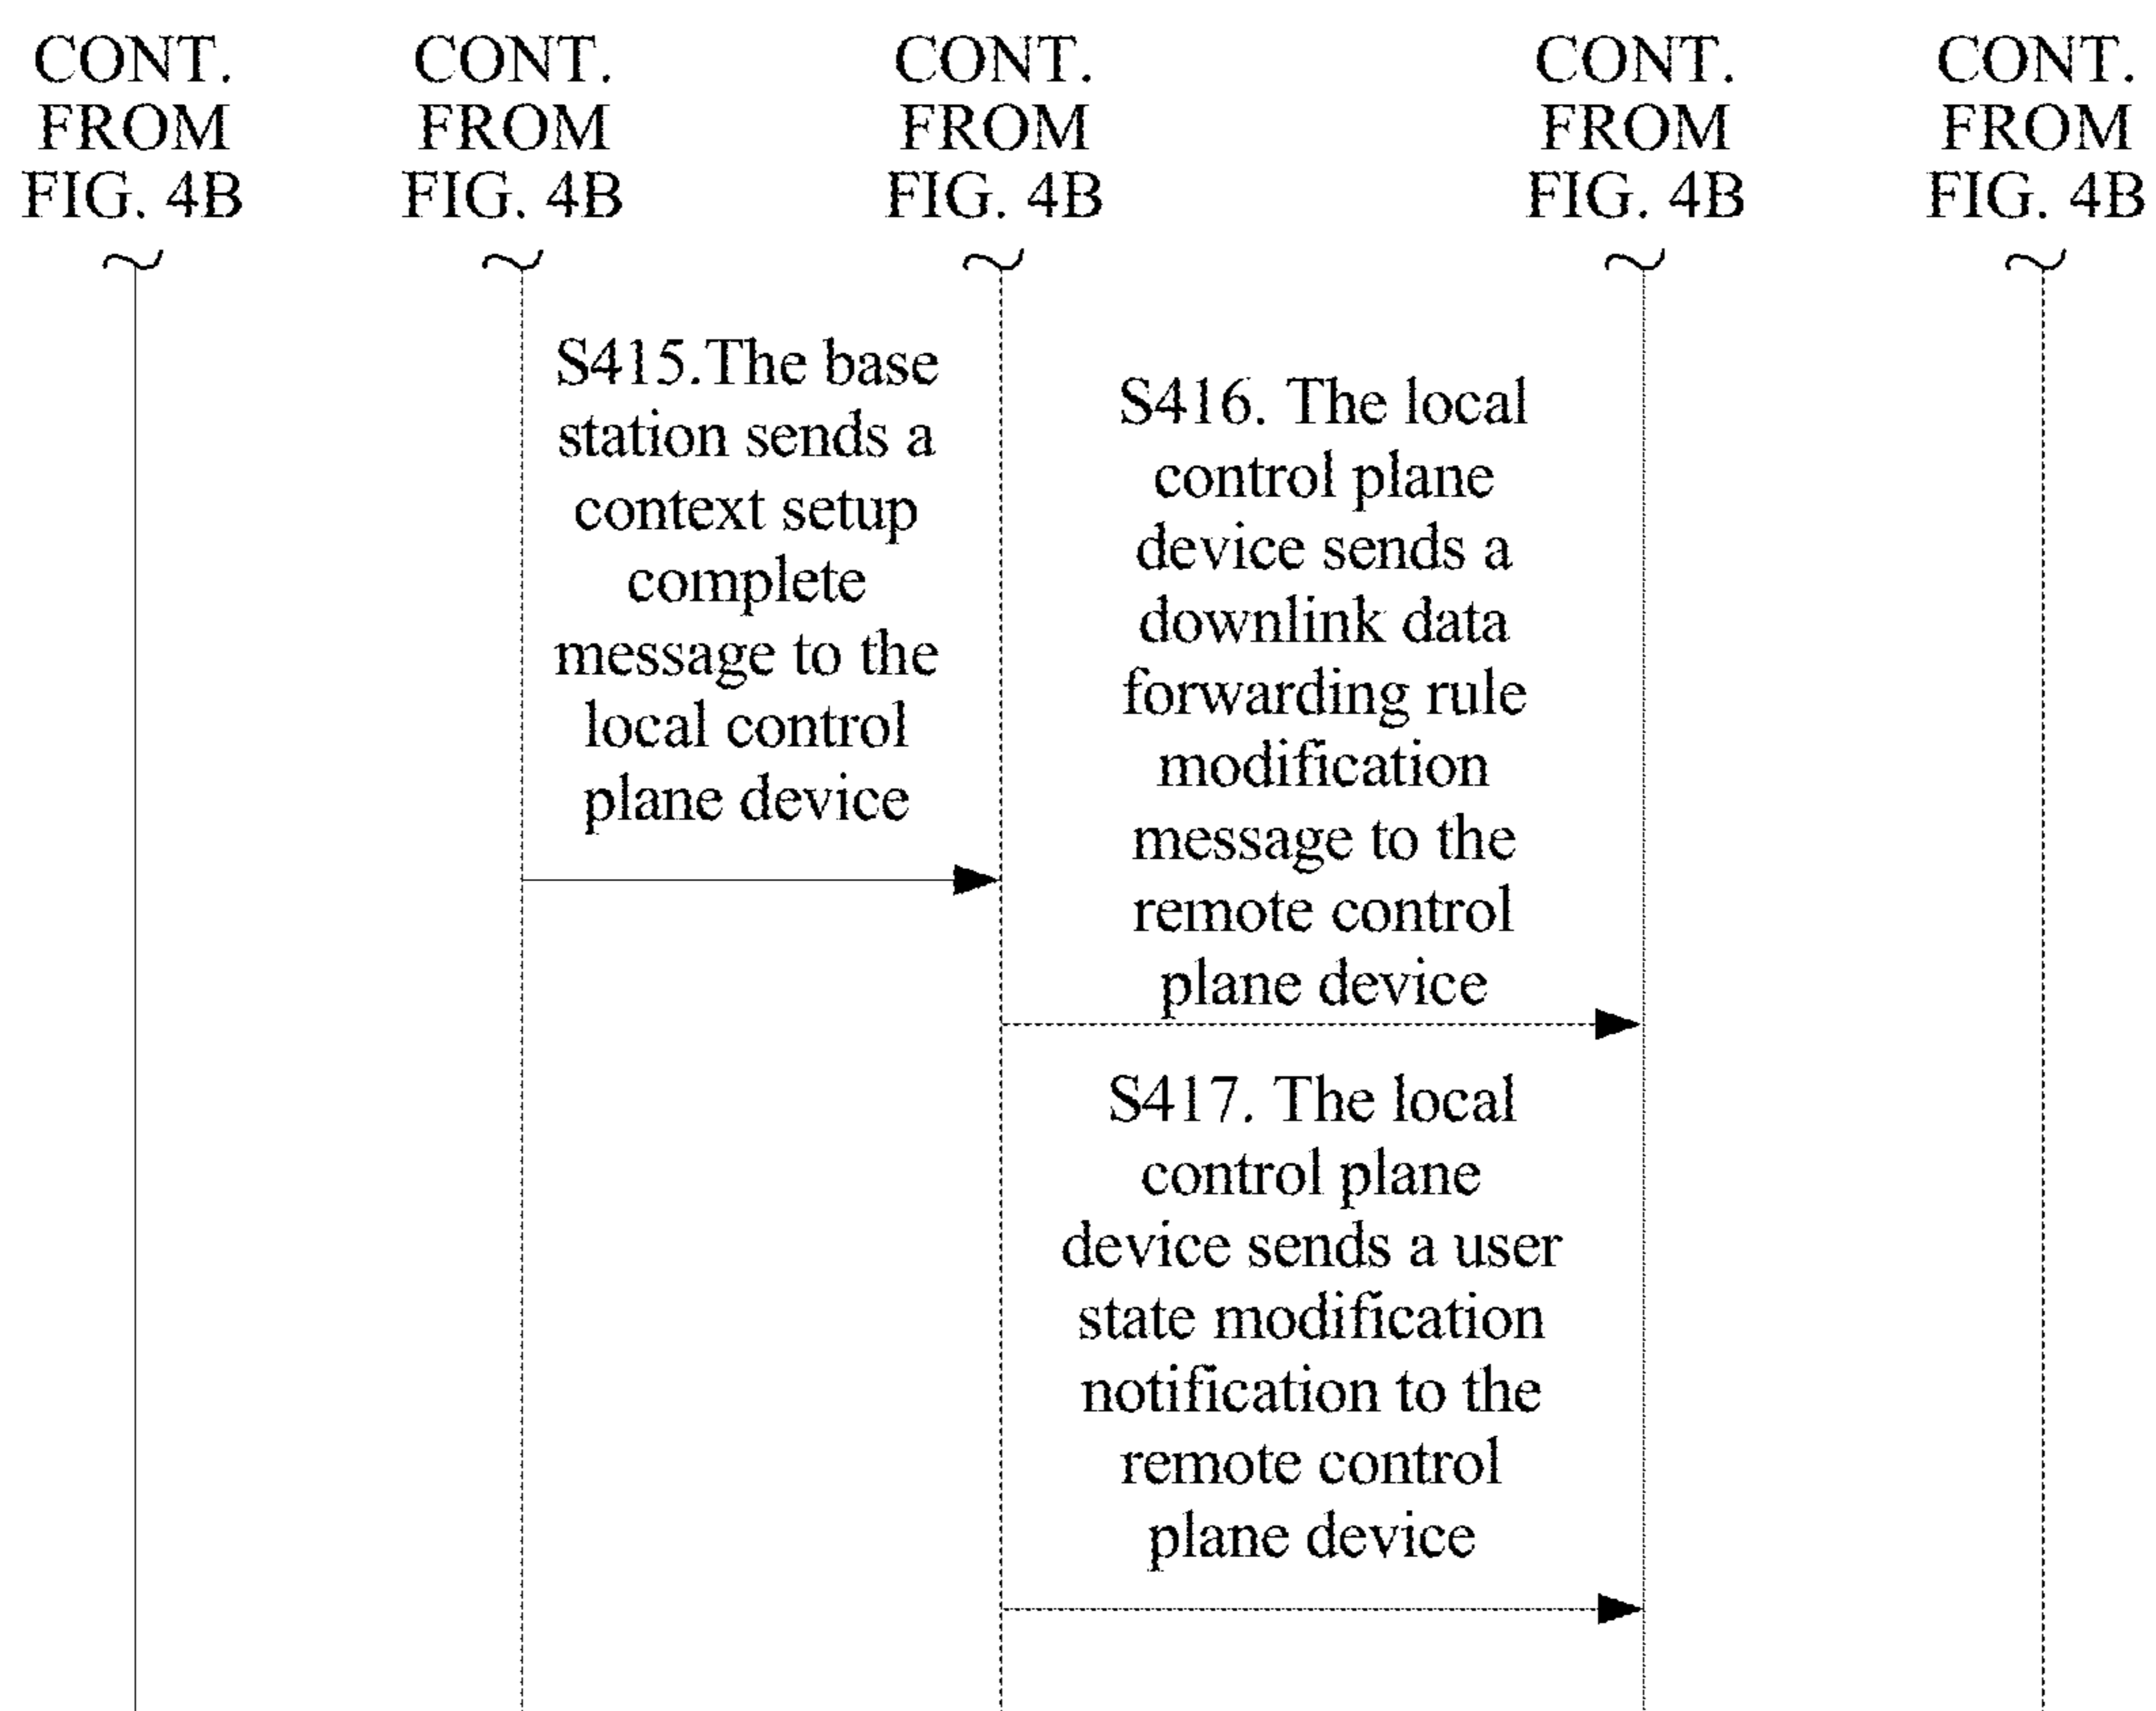 CONT.
FROM
FIG. 4B
CONT.
FROM
FIG. 4B
CONT.
FROM
FIG. 4B
CONT.
FROM
FIG. 4B
CONT.
FROM
FIG. 4B
S415.The base
station sends a
context setup
complete
message to the
local control
plane device
S416. The local
control plane
device sends a
downlink data
forwarding rule
modification
message to the
remote control
plane device
S417. The local
control plane
device sends a user
state modification
notification to the
remote control
plane device